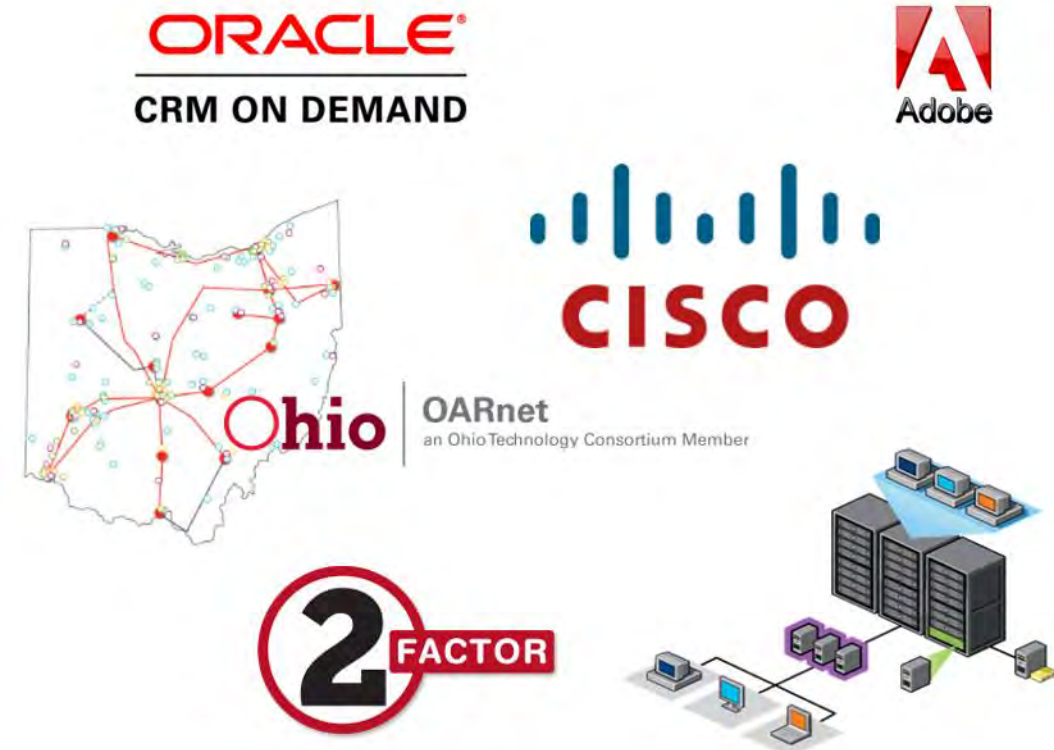 ORACLE®
CRM ON DEMAND
Adobe
CISCO
Ohio
OARnet
an Ohio Technology Consortium Member
2
FACTOR